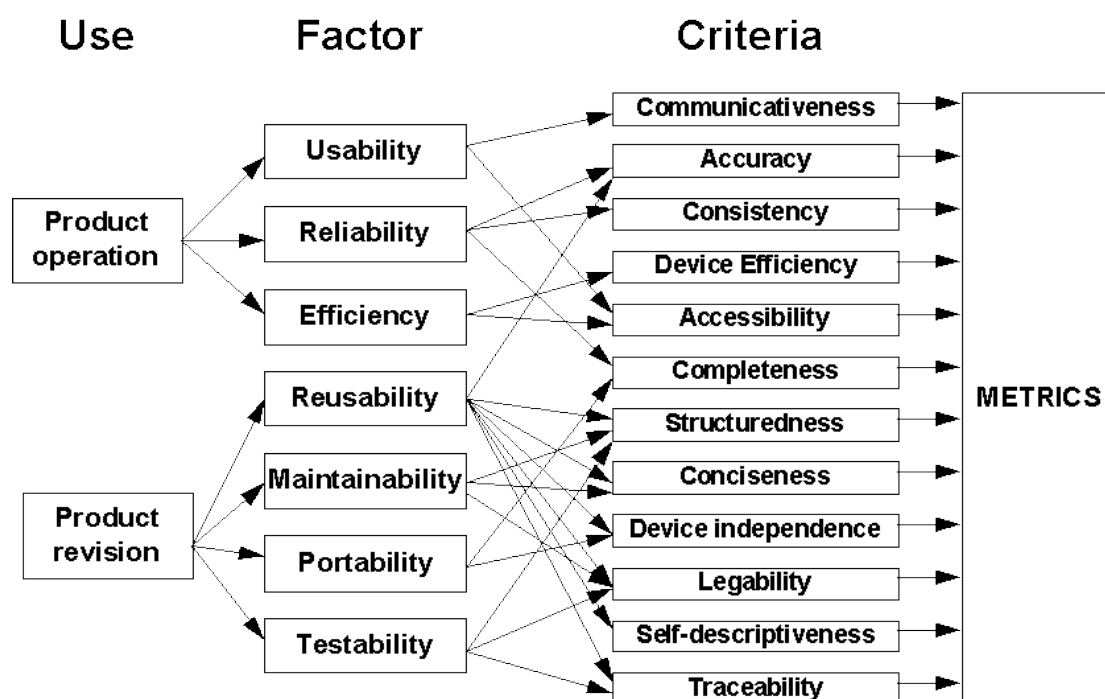 Use
Factor
Criteria
Product
operation
Product
revision
Usability
Reliability
Efficiency
Reusability
Maintainability
Portability
Testability
Communicativeness
Accuracy
Consistency
Device Efficiency
Accessibility
Completeness
Structuredness
Conciseness
Device independence
Legability
Self-descriptiveness
Traceability
METRICS